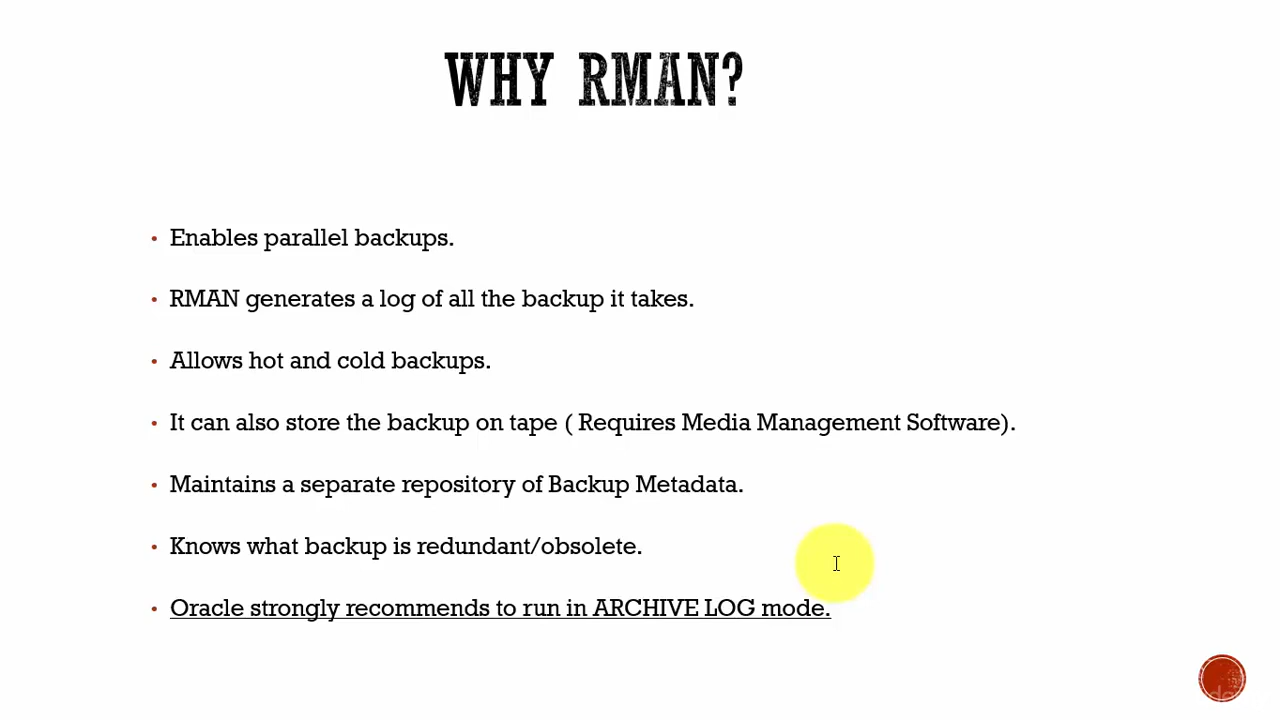 WHY RMAN?
• Enables parallel backups.
• RMAN generates a log of all the backup it takes.
• Allows hot and cold backups.
• It can also store the backup on tape ( Requires Media Management Software).
• Maintains a separate repository of Backup Metadata.
• Knows what backup is redundant/obsolete.
• Oracle strongly recommends to run in ARCHIVE LOG mode.